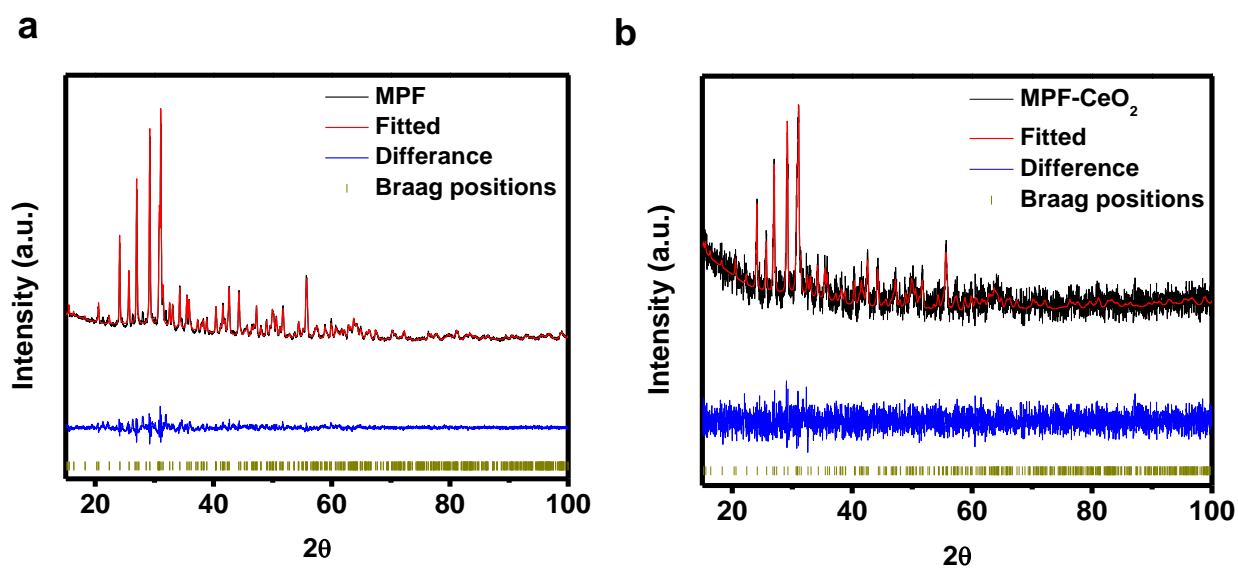 a
MPF
Fitted
Differance
Braag positions
Intensity (a.u.)
20 40 60 80 100
2θ
b
MPF-CeO₂
Fitted
Difference
Braag positions
Intensity (a.u.)
20 40 60 80 100
2θ